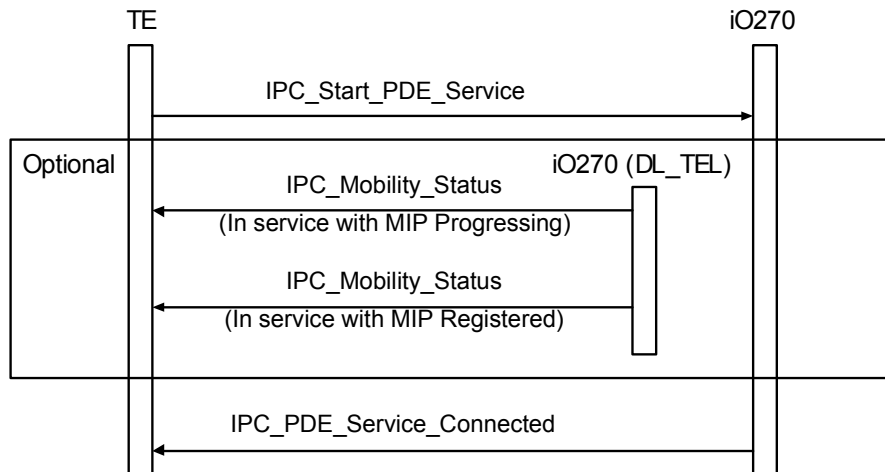 TE
iO270
IPC_Start_PDE_Service
Optional
iO270 (DL_TEL)
IPC_Mobility_Status
(In service with MIP Progressing)
IPC_Mobility_Status
(In service with MIP Registered)
IPC_PDE_Service_Connected